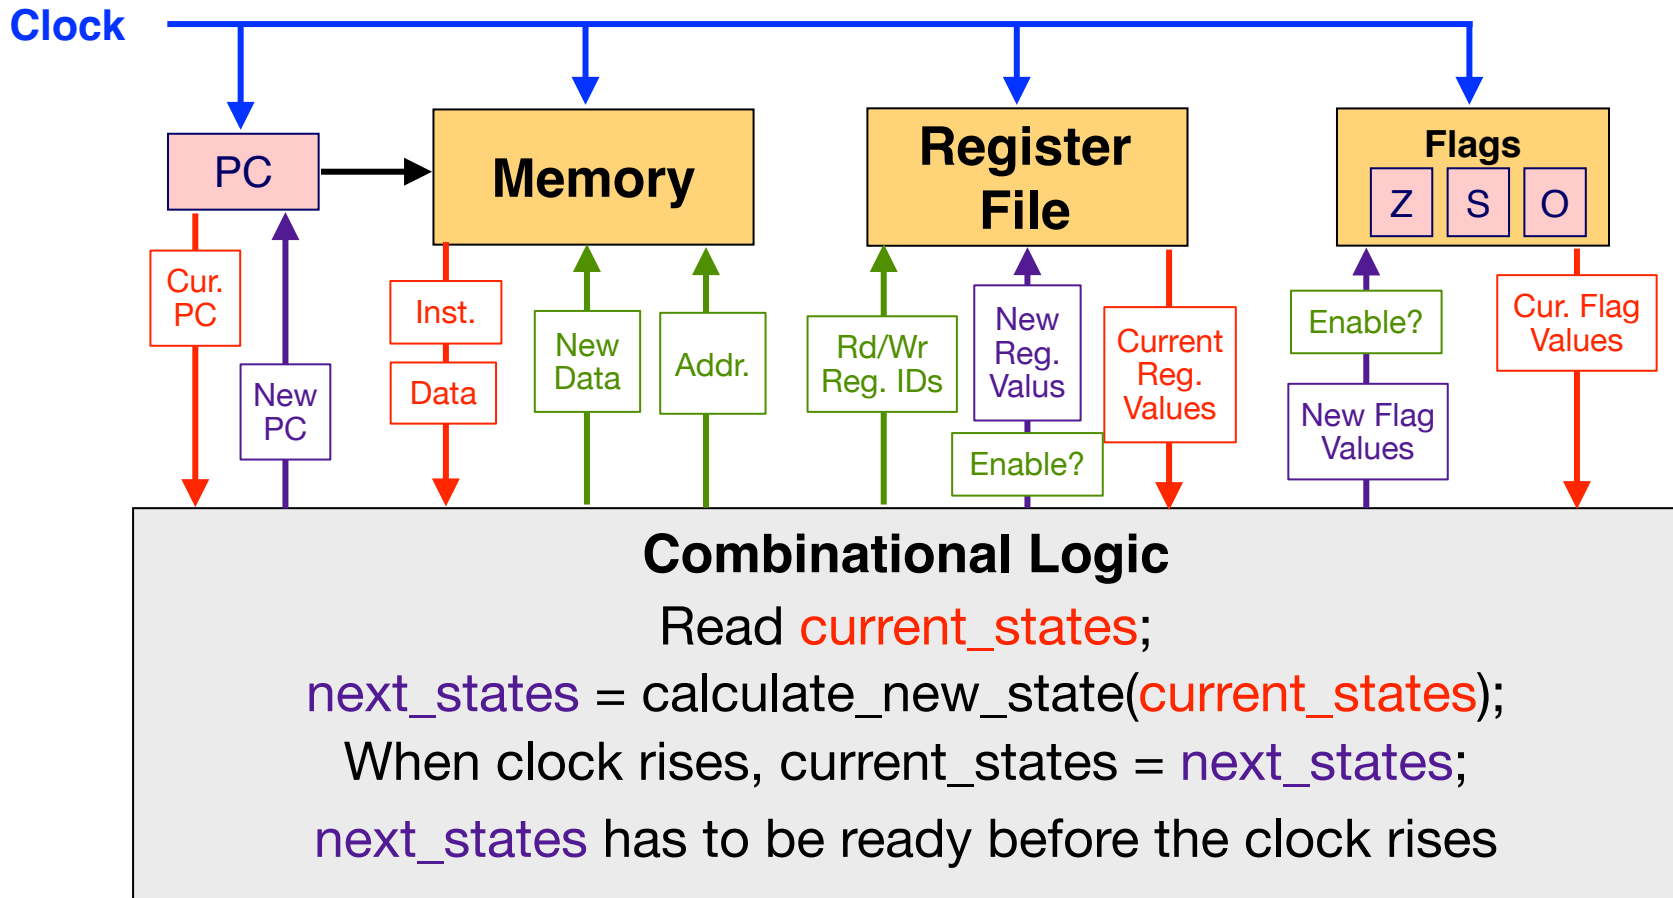 Clock
PC
Memory
Register
File
Flags
Z S O
Cur.
PC
New
PC
Inst.
Data
New
Data
Addr.
Rd/Wr
Reg. IDs
New
Reg.
Valus
Enable?
Current
Reg.
Values
Enable?
New Flag
Values
Cur. Flag
Values
Combinational Logic
Read current_states;
next_states = calculate_new_state(current_states);
When clock rises, current_states = next_states;
next_states has to be ready before the clock rises